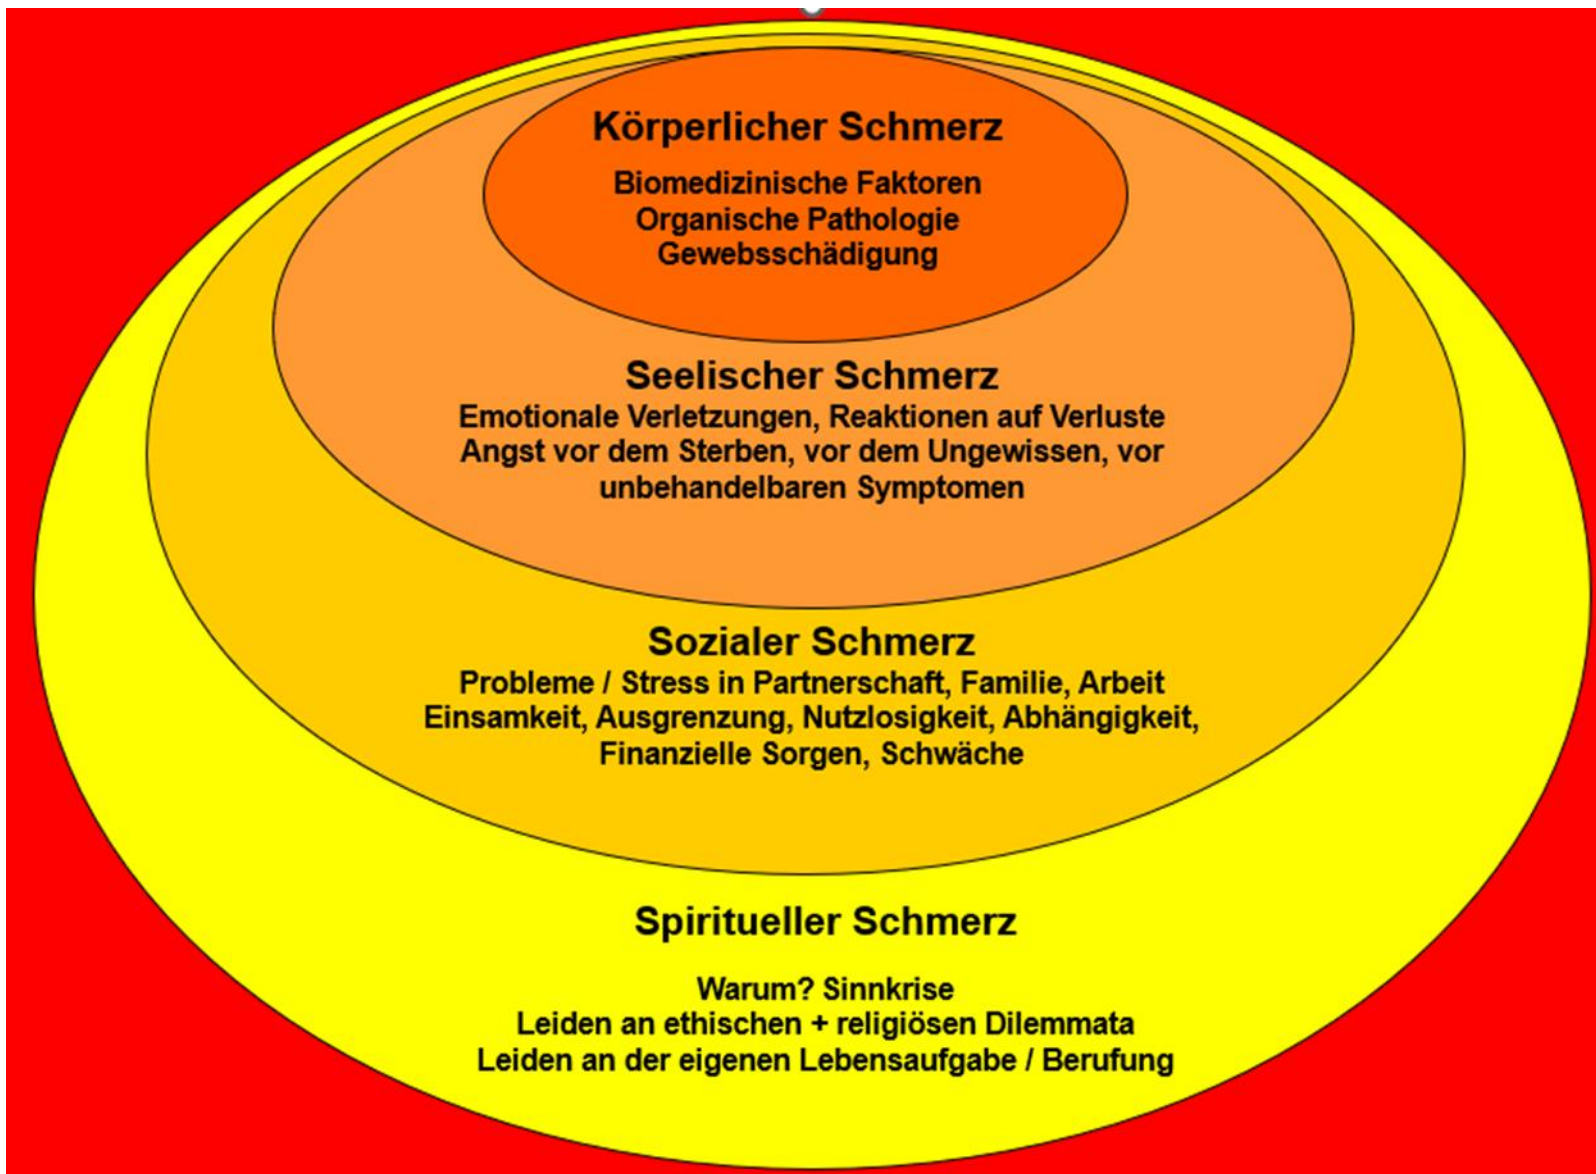 Körperlicher Schmerz
Biomedizinische Faktoren
Organische Pathologie
Gewebsschädigung
Seelischer Schmerz
Emotionale Verletzungen, Reaktionen auf Verluste
Angst vor dem Sterben, vor dem Ungewissen, vor
unbehandelbaren Symptomen
Sozialer Schmerz
Probleme / Stress in Partnerschaft, Familie, Arbeit
Einsamkeit, Ausgrenzung, Nutzlosigkeit, Abhängigkeit,
Finanzielle Sorgen, Schwäche
Spiritueller Schmerz
Warum? Sinnkrise
Leiden an ethischen + religiösen Dilemmata
Leiden an der eigenen Lebensaufgabe / Berufung